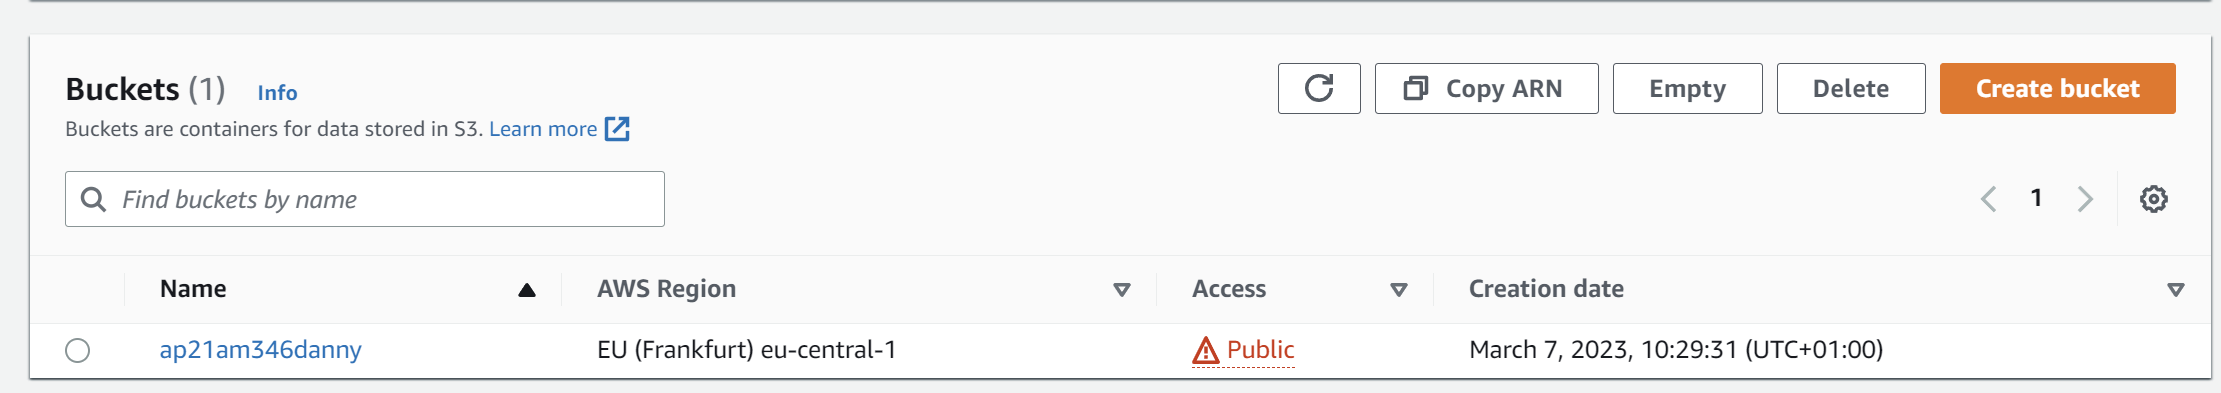 Buckets (1) Info
Buckets are containers for data stored in S3. Learn more
Copy ARN
Empty
Delete
Create bucket
Find buckets by name
1
Name AWS Region Access Creation date
ap21am346danny EU (Frankfurt) eu-central-1 Public March 7, 2023, 10:29:31 (UTC+01:00)